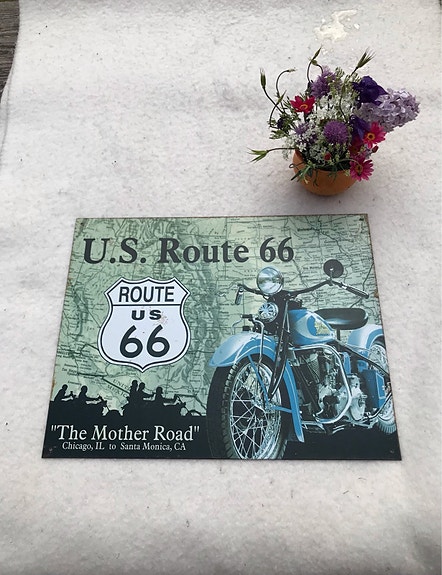 U.S. Route 66
ROUTE
US
66
"The Mother Road"
Chicago, IL to Santa Monica, CA